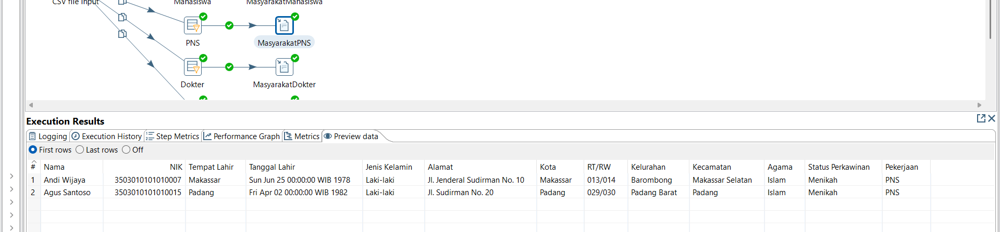 CSV file input
Mahasiswa
MasyarakatMahasiswa
PNS
MasyarakatPNS
Dokter
MasyarakatDokter
Execution Results
Logging Execution History Step Metrics Performance Graph Metrics Preview data
First rows Last rows Off
# Nama NIK Tempat Lahir Tanggal Lahir Jenis Kelamin Alamat Kota RT/RW Kelurahan Kecamatan Agama Status Perkawinan Pekerjaan
1 Andi Wijaya 3503010101010007 Makassar Sun Jun 25 00:00:00 WIB 1978 Laki-laki Jl. Jenderal Sudirman No. 10 Makassar 013/014 Barombong Makassar Selatan Islam Menikah PNS
2 Agus Santoso 3503010101010015 Padang Fri Apr 02 00:00:00 WIB 1982 Laki-laki Jl. Sudirman No. 20 Padang 029/030 Padang Barat Padang Islam Menikah PNS